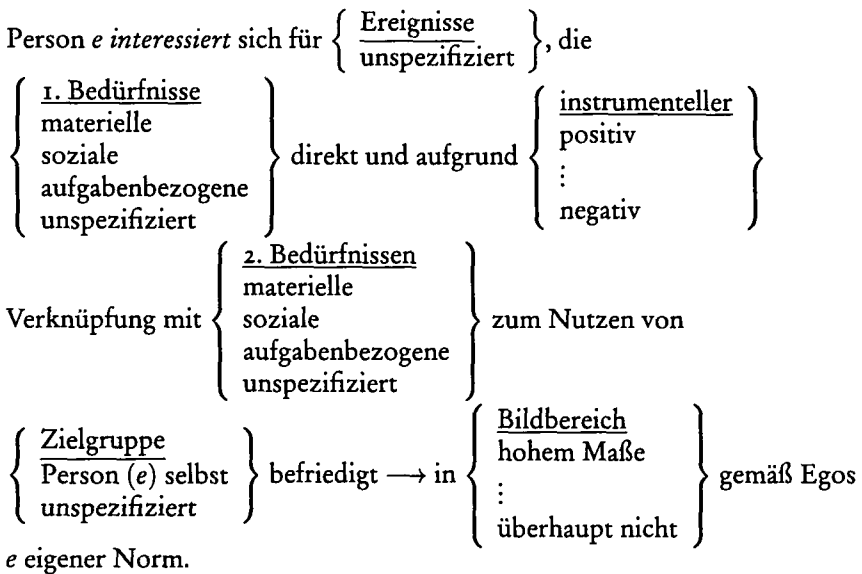 Person e interessiert sich für { Ereignisse
unspezifiziert }, die
1. Bedürfnisse
materielle
soziale
aufgabenbezogene
unspezifiziert
direkt und aufgrund
instrumenteller
positiv
⋮
negativ
Verknüpfung mit
2. Bedürfnissen
materielle
soziale
aufgabenbezogene
unspezifiziert
zum Nutzen von
Zielgruppe
Person (e) selbst
unspezifiziert
befriedigt → in
Bildbereich
hohem Maße
⋮
überhaupt nicht
gemäß Egos
e eigener Norm.